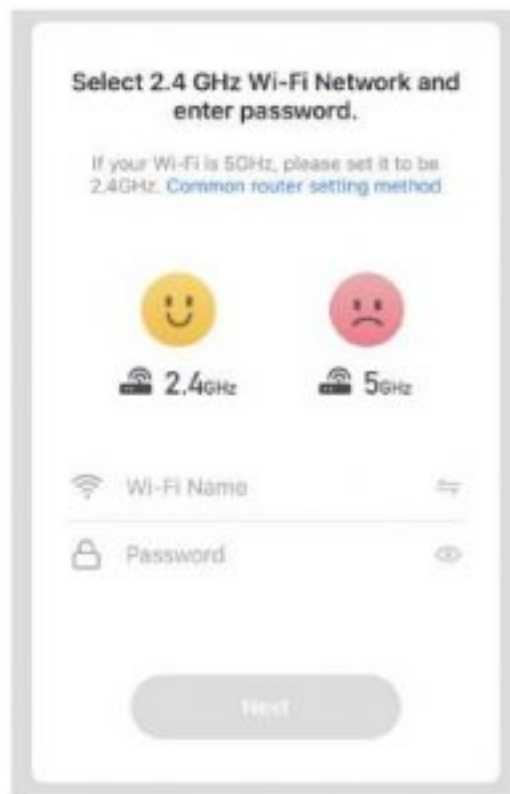 Select 2.4 GHz Wi-Fi Network and
enter password.
If your Wi-Fi is 5GHz, please set it to be
2.4GHz. Common router setting method
2.4GHz
5GHz
Wi-Fi Name
Password
Next